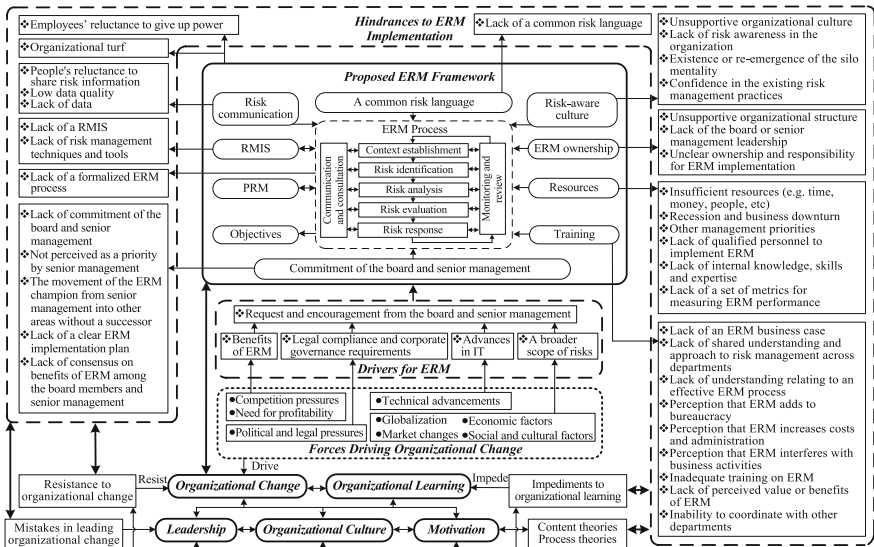 ❖Employees' reluctance to give up power
❖Organizational turf
❖People's reluctance to
share risk information
❖Low data quality
❖Lack of data
❖Lack of a RMIS
❖Lack of risk management
techniques and tools
❖Lack of a formalized ERM
process
❖Lack of commitment of the
board and senior
management
❖Not perceived as a priority
by senior management
❖The movement of the ERM
champion from senior
management into other
areas without a successor
❖Lack of a clear ERM
implementation plan
❖Lack of consensus on
benefits of ERM among
the board members and
senior management
Hindrances to ERM
Implementation
❖Lack of a common risk language
Proposed ERM Framework
Risk
communication
A common risk language
Risk-aware
culture
RMIS
PRM
Objectives
ERM Process
Communication
and consultation
Context establishment
Risk identification
Risk analysis
Risk evaluation
Risk response
Monitoring and
review
ERM ownership
Resources
Training
Commitment of the board and senior management
❖Unsupportive organizational culture
❖Lack of risk awareness in the
organization
❖Existence or re-emergence of the silo
mentality
❖Confidence in the existing risk
management practices
❖Unsupportive organizational structure
❖Lack of the board or senior
management leadership
❖Unclear ownership and responsibility
for ERM implementation
❖Insufficient resources (e.g. time,
money, people, etc)
❖Recession and business downturn
❖Other management priorities
❖Lack of qualified personnel to
implement ERM
❖Lack of internal knowledge, skills
and expertise
❖Lack of a set of metrics for
measuring ERM performance
❖Lack of an ERM business case
❖Lack of shared understanding and
approach to risk management across
departments
❖Lack of understanding relating to an
effective ERM process
❖Perception that ERM adds to
bureaucracy
❖Perception that ERM increases costs
and administration
❖Perception that ERM interferes with
business activities
❖Inadequate training on ERM
❖Lack of perceived value or benefits
of ERM
❖Inability to coordinate with other
departments
❖Request and encouragement from the board and senior management
❖Benefits
of ERM
❖Legal compliance and corporate
governance requirements
❖Advances
in IT
❖A broader
scope of risks
Drivers for ERM
●Competition pressures
●Need for profitability
●Political and legal pressures
●Technical advancements
●Globalization
●Market changes
●Economic factors
●Social and cultural factors
Forces Driving Organizational Change
Drive
Resistance to
organizational change
Resist
Organizational Change
Organizational Learning
Impede
Impediments to
organizational learning
Mistakes in leading
organizational change
Leadership
Organizational Culture
Motivation
Content theories
Process theories